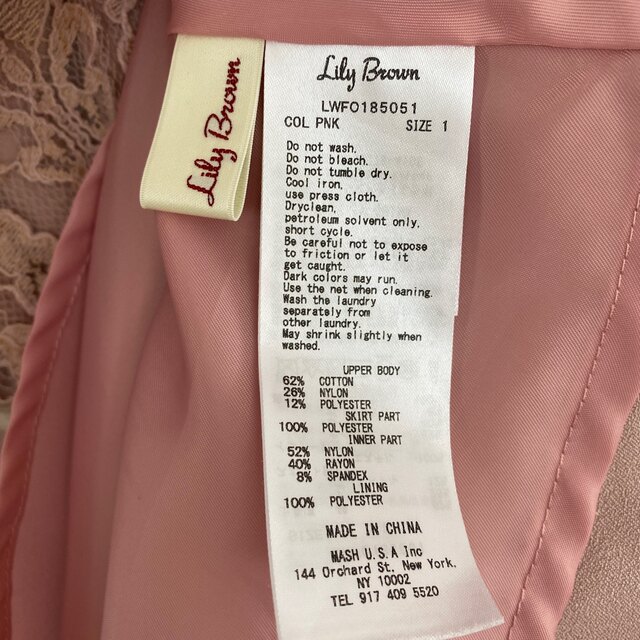 Lily Brown
Lily Brown
LWFO185051
COL PNK SIZE 1
Do not wash.
Do not bleach.
Do not tumble dry.
Cool iron,
use press cloth.
Dryclean,
petroleum solvent only,
short cycle.
Be careful not to expose
to friction or let it
get caught.
Dark colors may run.
Use the net when cleaning.
Wash the laundry
separately from
other laundry.
May shrink slightly when
washed.
UPPER BODY
62% COTTON
26% NYLON
12% POLYESTER
SKIRT PART
100% POLYESTER
INNER PART
52% NYLON
40% RAYON
8% SPANDEX
LINING
100% POLYESTER
MADE IN CHINA
MASH U.S.A Inc
144 Orchard St, New York,
NY 10002
TEL 917 409 5520